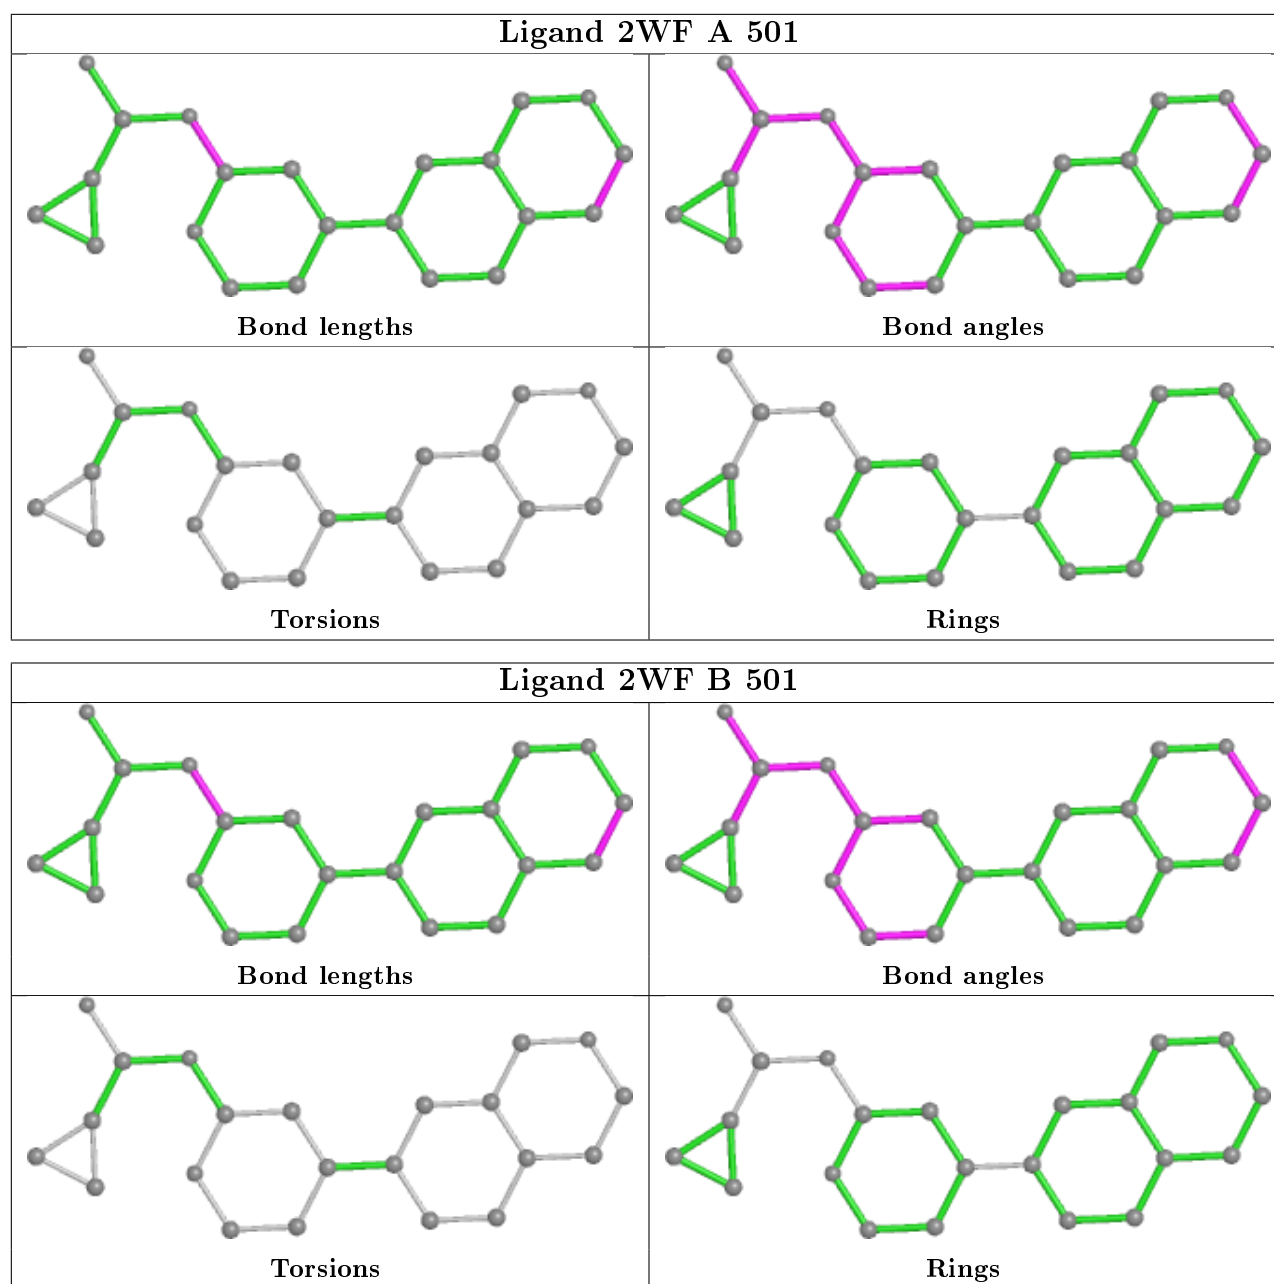 Ligand 2WF A 501
Bond lengths
Bond angles
Torsions
Rings
Ligand 2WF B 501
Bond lengths
Bond angles
Torsions
Rings